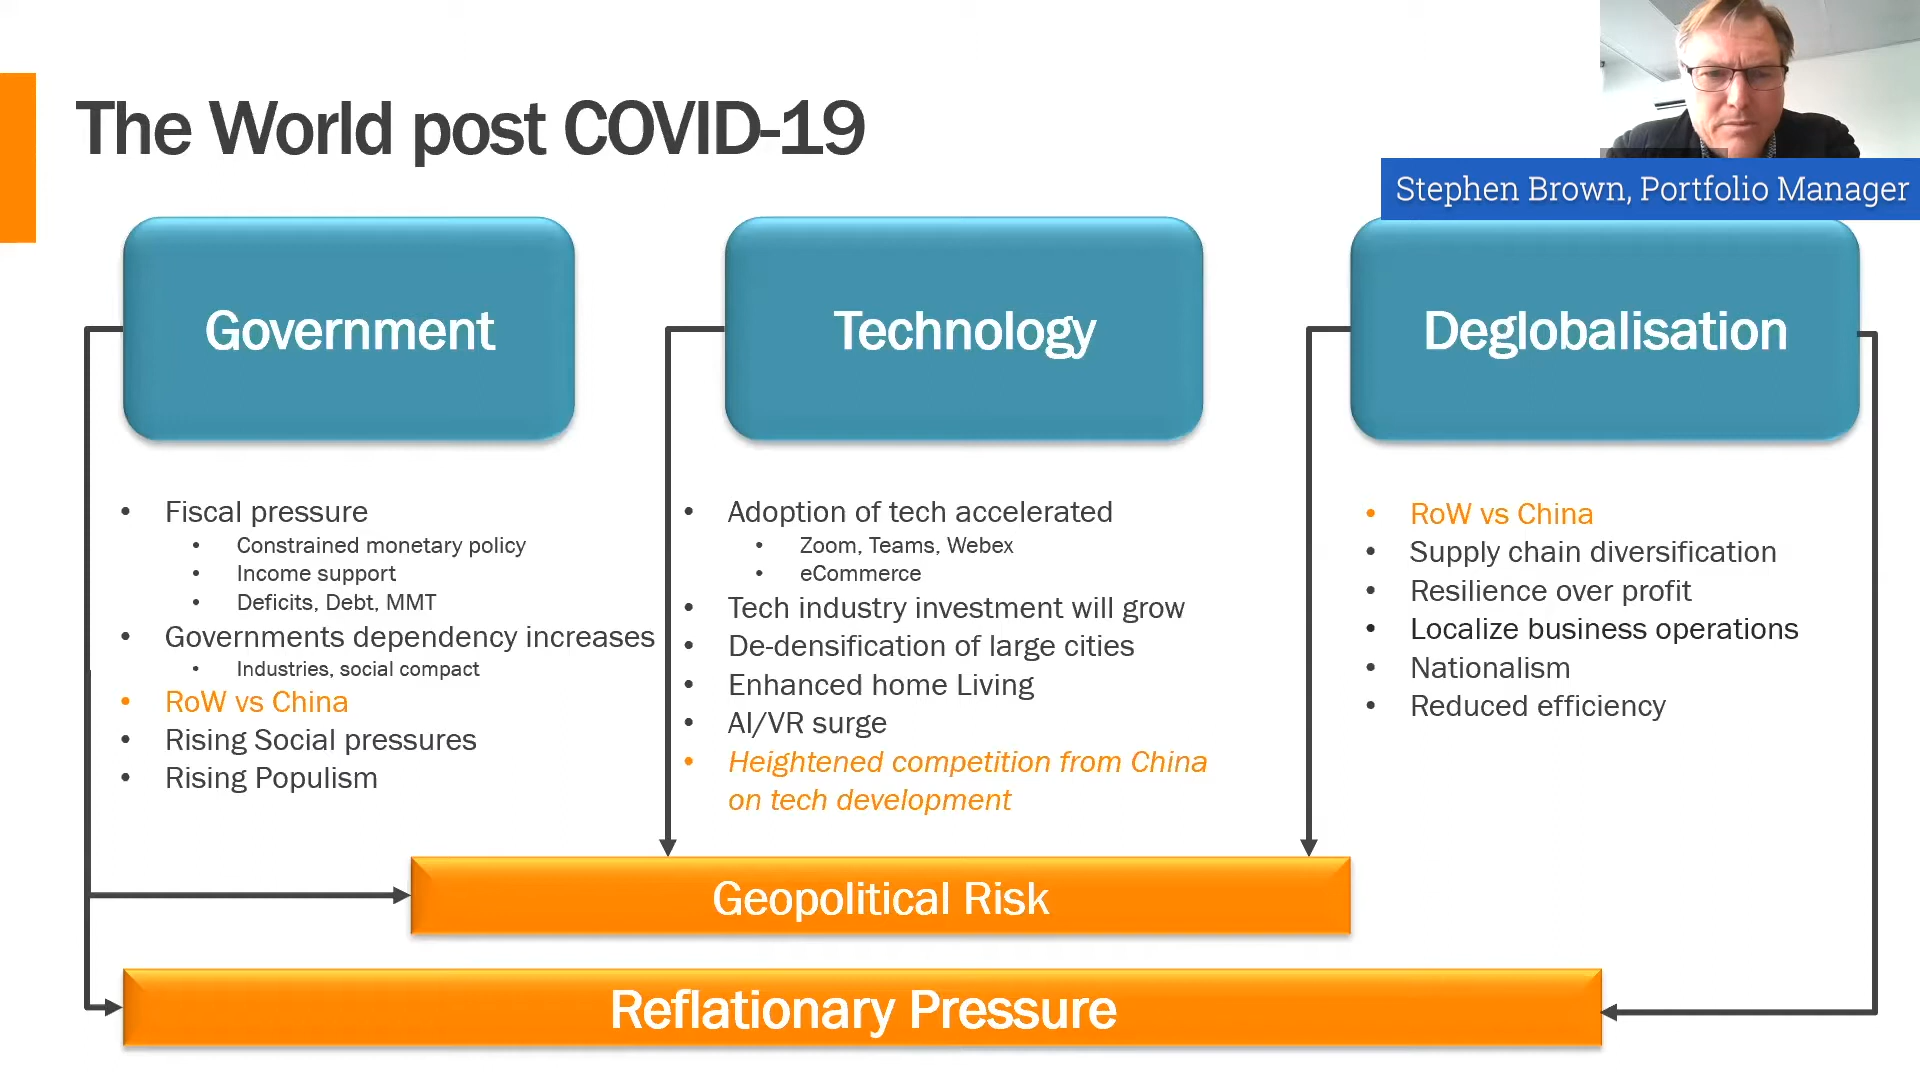 The World post COVID-19
Stephen Brown, Portfolio Manager
Government
Technology
Deglobalisation
• Fiscal pressure
• Constrained monetary policy
• Income support
• Deficits, Debt, MMT
• Governments dependency increases
• Industries, social compact
• RoW vs China
• Rising Social pressures
• Rising Populism
• Adoption of tech accelerated
• Zoom, Teams, Webex
• eCommerce
• Tech industry investment will grow
• De-densification of large cities
• Enhanced home Living
• AI/VR surge
• Heightened competition from China
on tech development
• RoW vs China
• Supply chain diversification
• Resilience over profit
• Localize business operations
• Nationalism
• Reduced efficiency
Geopolitical Risk
Reflationary Pressure